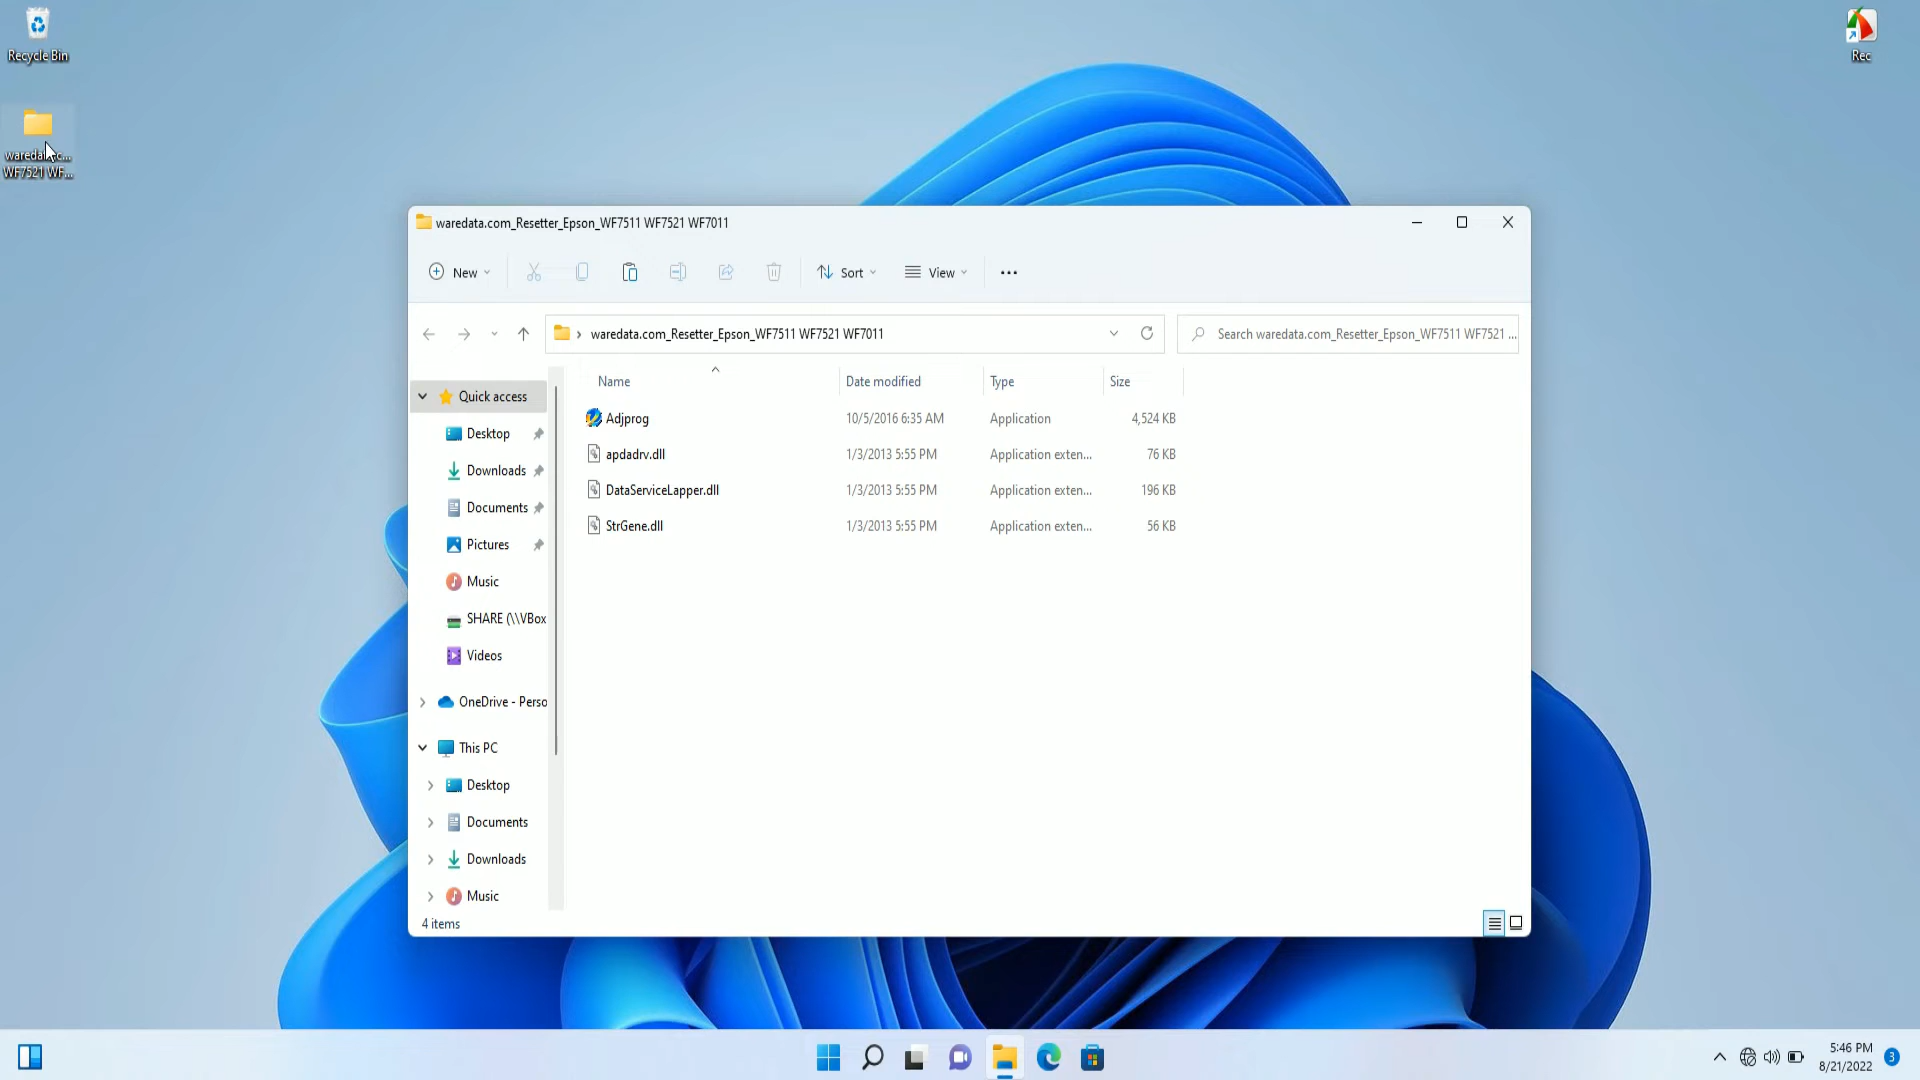 Recycle Bin
Rec
WF7521 WF...
waredata.com_Resetter_Epson_WF7511 WF7521 WF7011
New
Sort
View
waredata.com_Resetter_Epson_WF7511 WF7521 WF7011
Search waredata.com_Resetter_Epson_WF7511 WF7521 ...
Name Date modified Type Size
Quick access
Desktop
Downloads
Documents
Pictures
Music
SHARE (\\VBox
Videos
OneDrive - Perso
This PC
Desktop
Documents
Downloads
Music
Adjprog 10/5/2016 6:35 AM Application 4,524 KB
apdadrv.dll 1/3/2013 5:55 PM Application exten... 76 KB
DataServiceLapper.dll 1/3/2013 5:55 PM Application exten... 196 KB
StrGene.dll 1/3/2013 5:55 PM Application exten... 56 KB
4 items
5:46 PM
8/21/2022
3